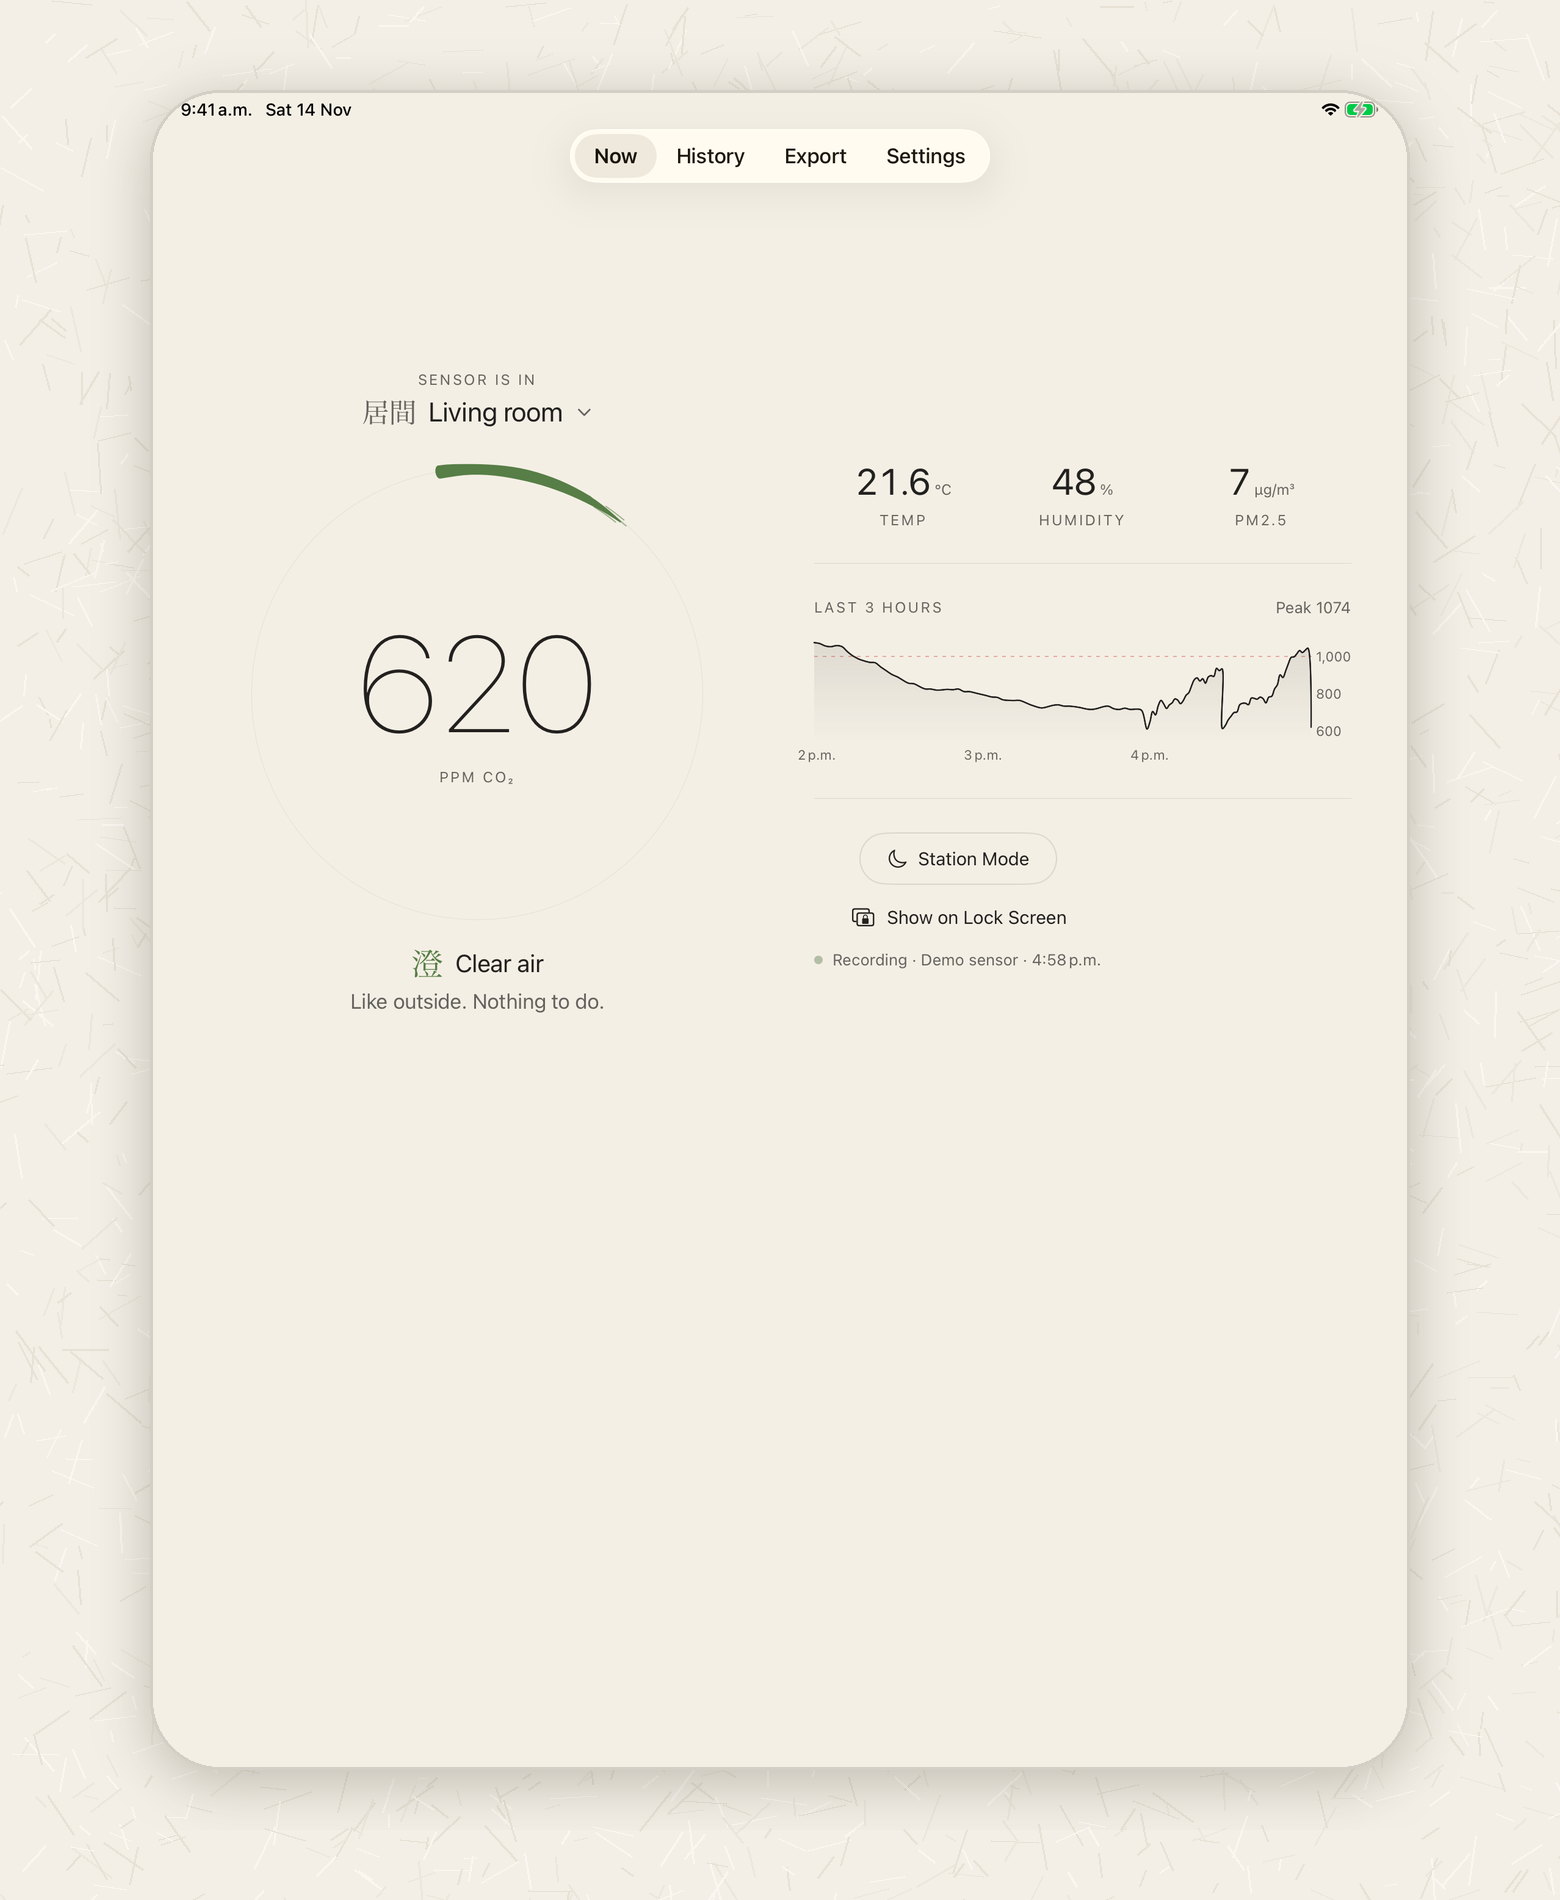 9:41 a.m. Sat 14 Nov
Now History Export Settings
SENSOR IS IN
居間 Living room
620
PPM CO₂
澄 Clear air
Like outside. Nothing to do.
21.6 °C
TEMP
48 %
HUMIDITY
7 µg/m³
PM2.5
LAST 3 HOURS Peak 1074
1,000
800
600
2 p.m. 3 p.m. 4 p.m.
Station Mode
Show on Lock Screen
Recording · Demo sensor · 4:58 p.m.